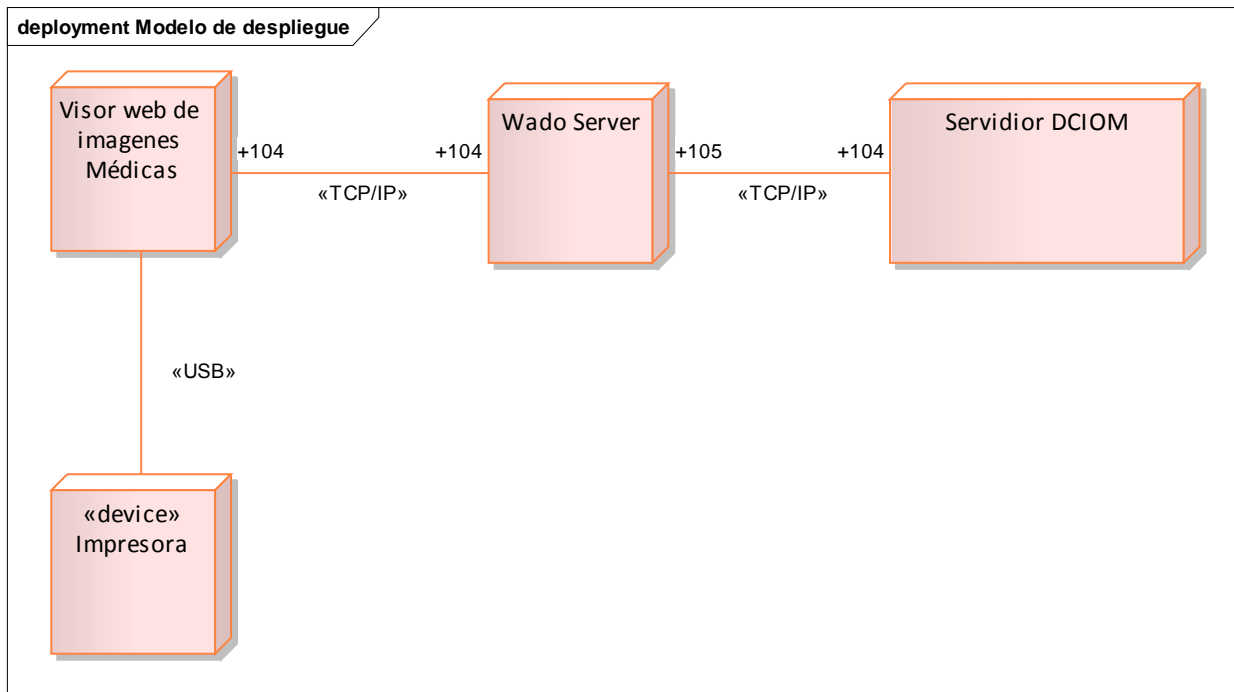 deployment Modelo de despliegue
Visor web de
imagenes
Médicas
+104
«TCP/IP»
+104
Wado Server
+105
«TCP/IP»
+104
Servidior DCIOM
«USB»
«device»
Impresora